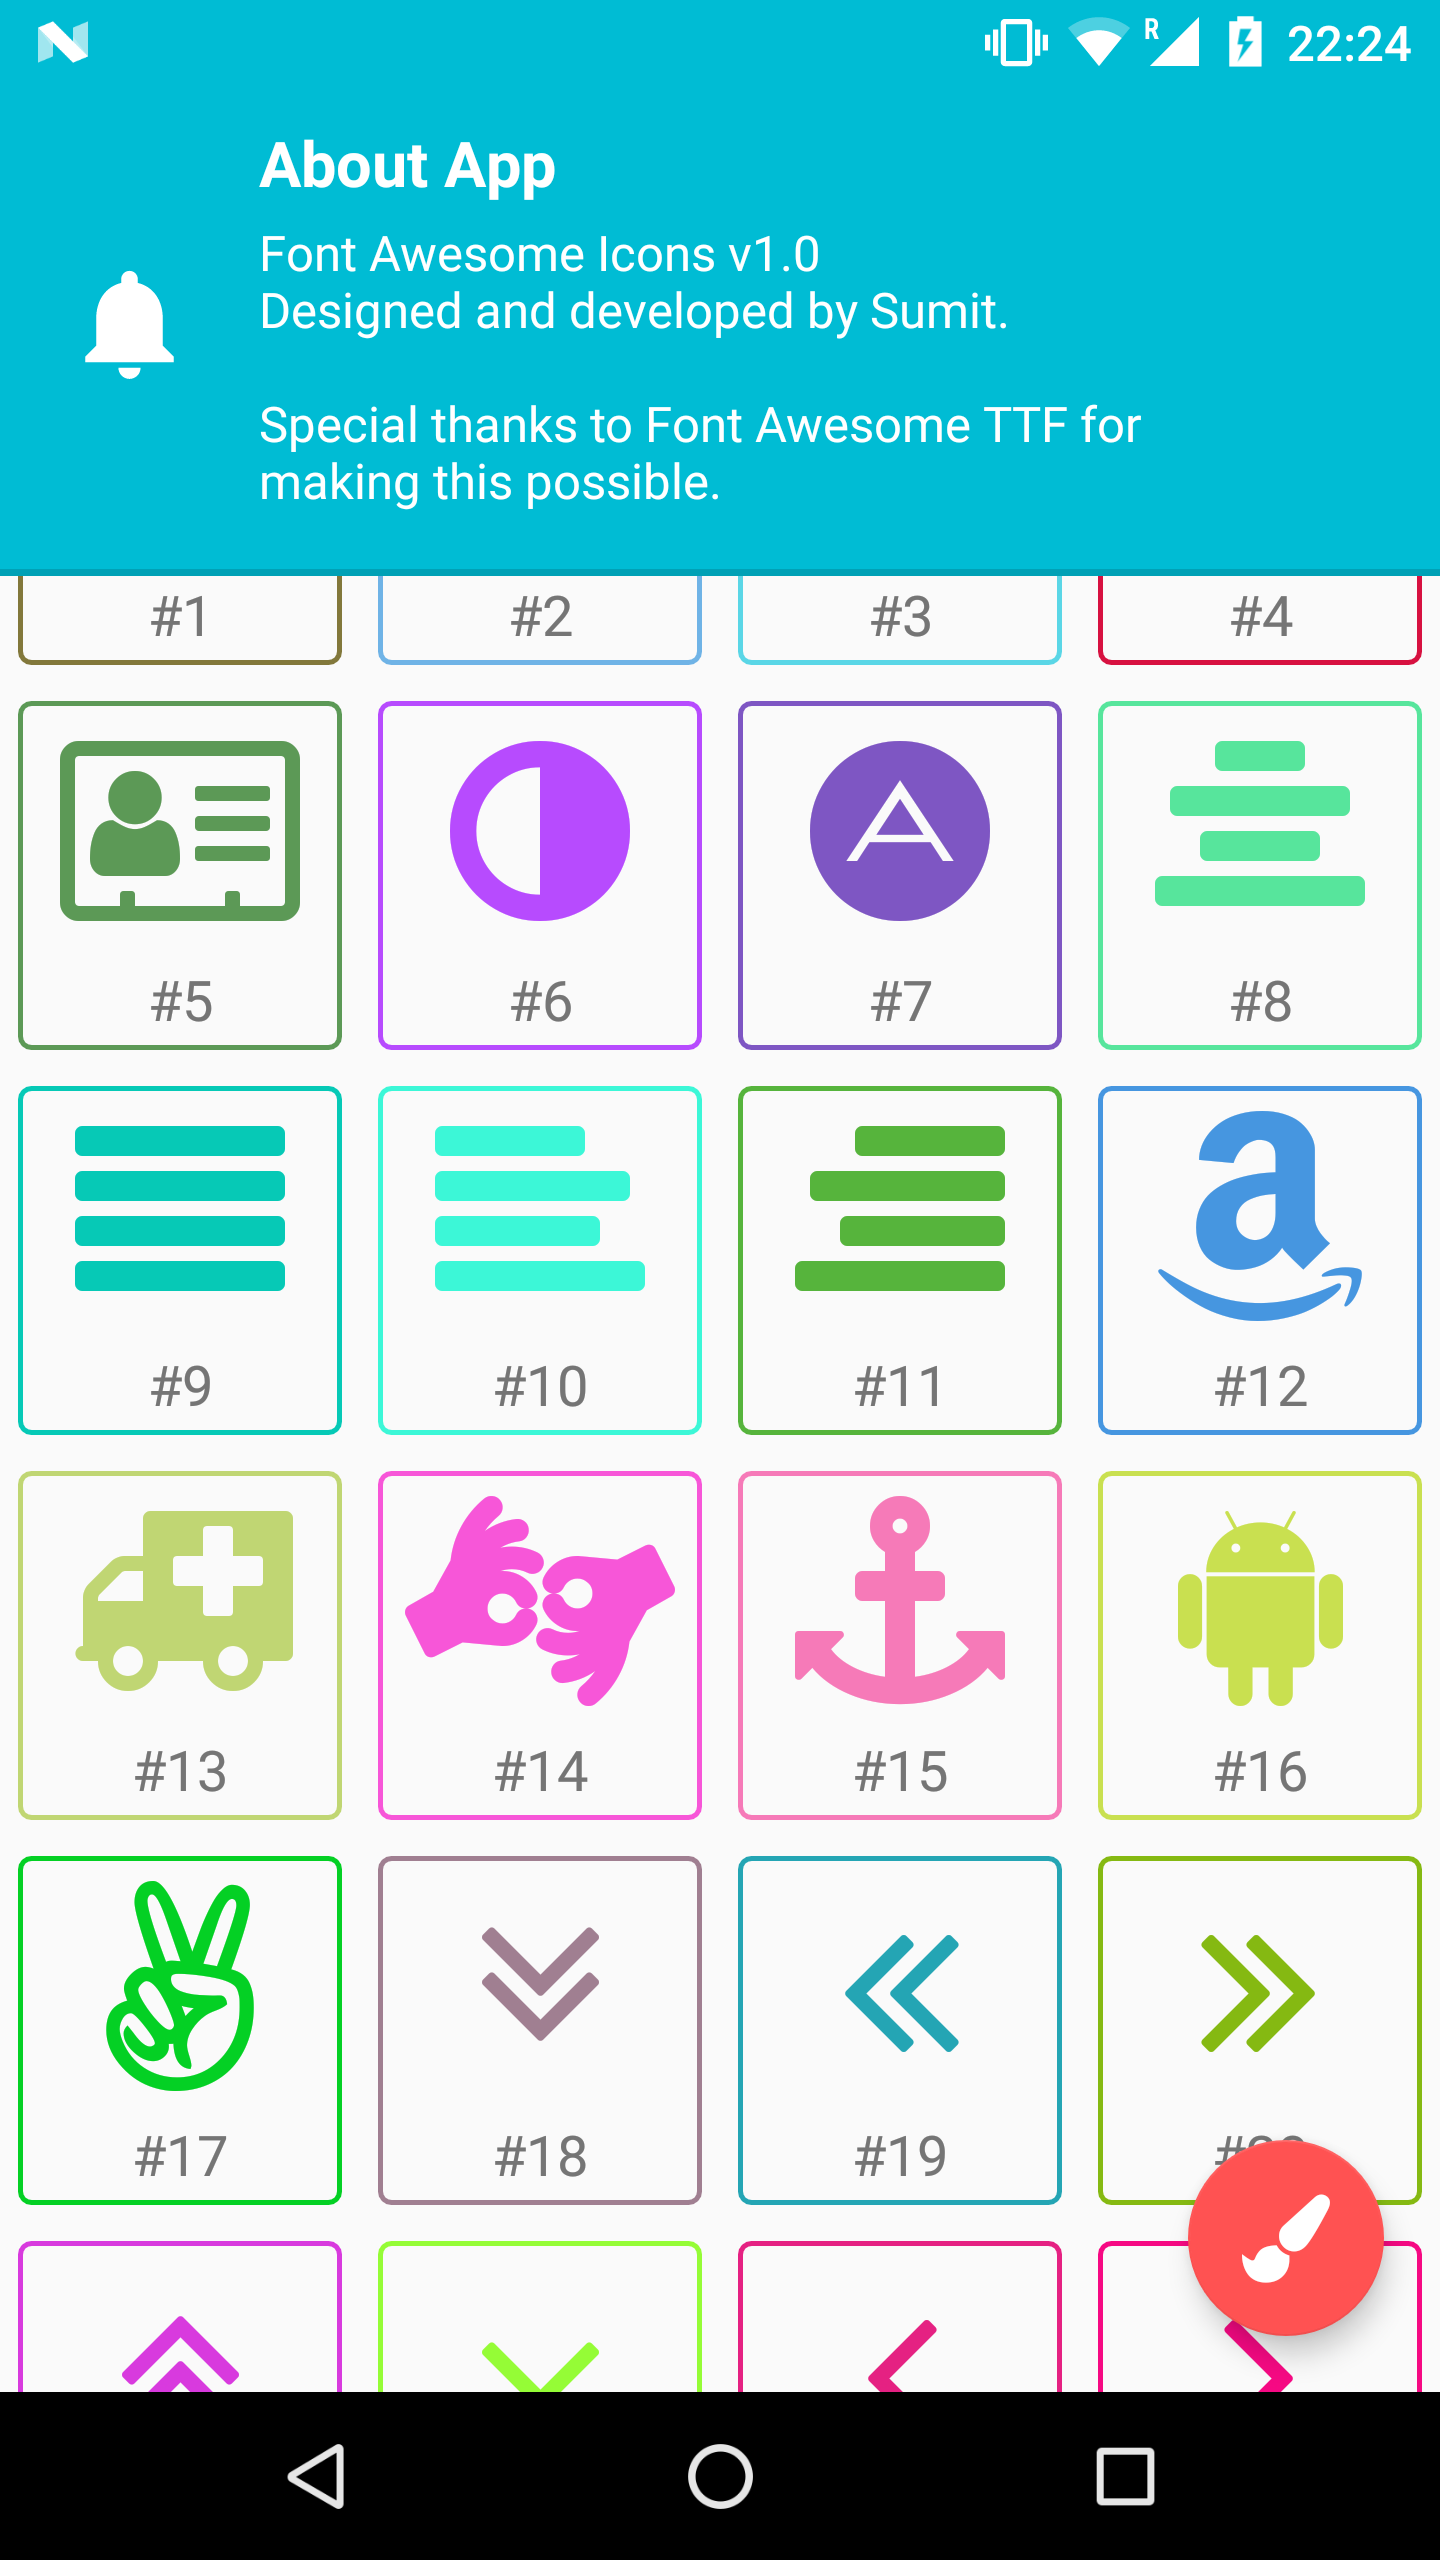 R 22:24
About App
Font Awesome Icons v1.0
Designed and developed by Sumit.
Special thanks to Font Awesome TTF for
making this possible.
#1 #2 #3 #4
#5 #6 #7 #8
#9 #10 #11 #12
#13 #14 #15 #16
#17 #18 #19